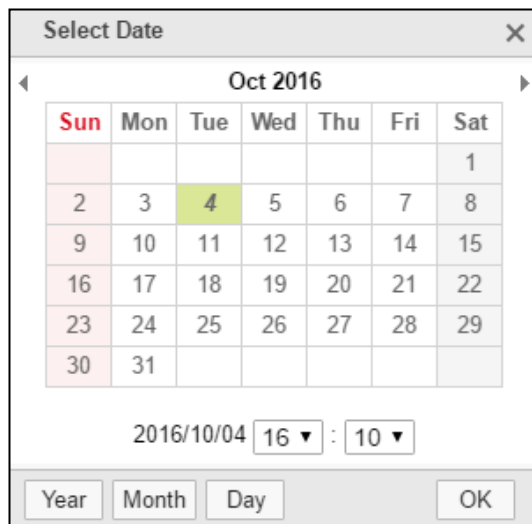 Select Date ×
Oct 2016
Sun Mon Tue Wed Thu Fri Sat
1
2 3 4 5 6 7 8
9 10 11 12 13 14 15
16 17 18 19 20 21 22
23 24 25 26 27 28 29
30 31
2016/10/04 16 : 10
Year Month Day OK